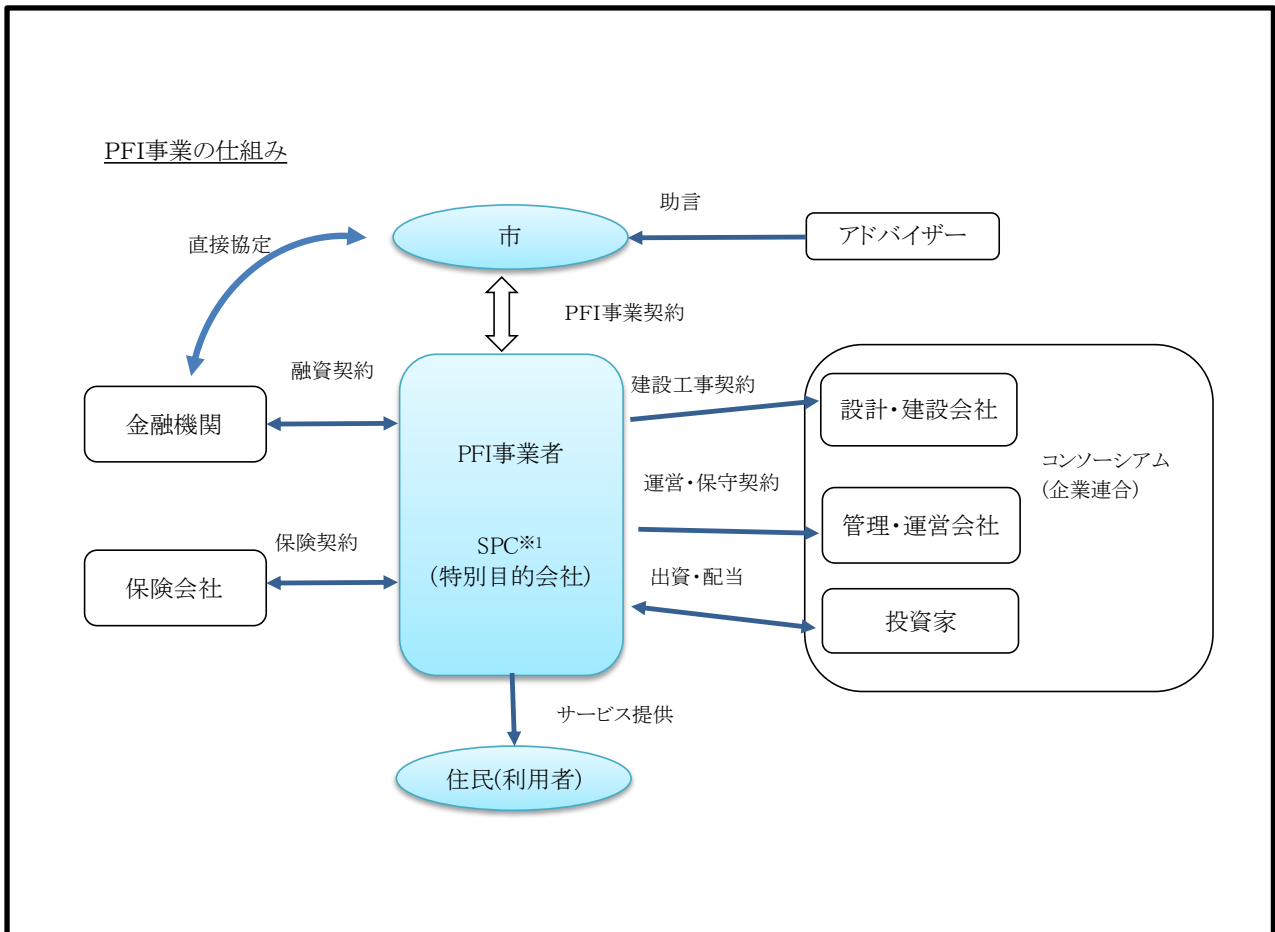 PFI事業の仕組み
助言
市
アドバイザー
直接協定
PFI事業契約
融資契約
建設工事契約
金融機関
設計・建設会社
PFI事業者
コンソーシアム
(企業連合)
運営・保守契約
管理・運営会社
保険契約
SPC※1
(特別目的会社)
出資・配当
保険会社
投資家
サービス提供
住民(利用者)